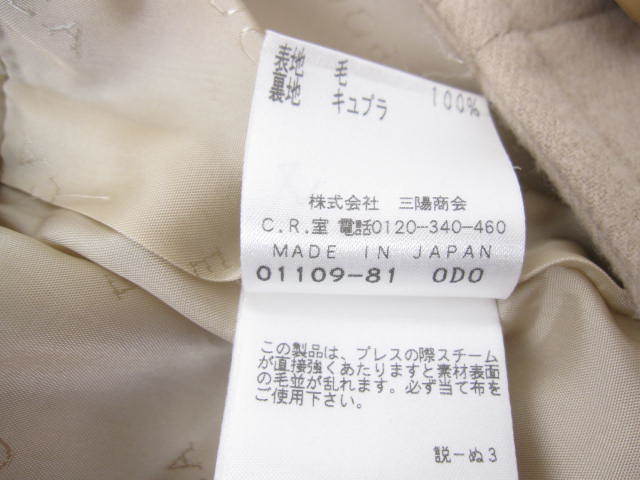 表地 毛 100%
裏地 キュプラ
株式会社 三陽商会
C.R.室 電話0120-340-460
MADE IN JAPAN
01109-81 0D0
この製品は、プレスの際スチーム
が直接強くあたりますと素材表面
の毛並が乱れます。必ず当て布を
ご使用下さい。
説-ぬ3